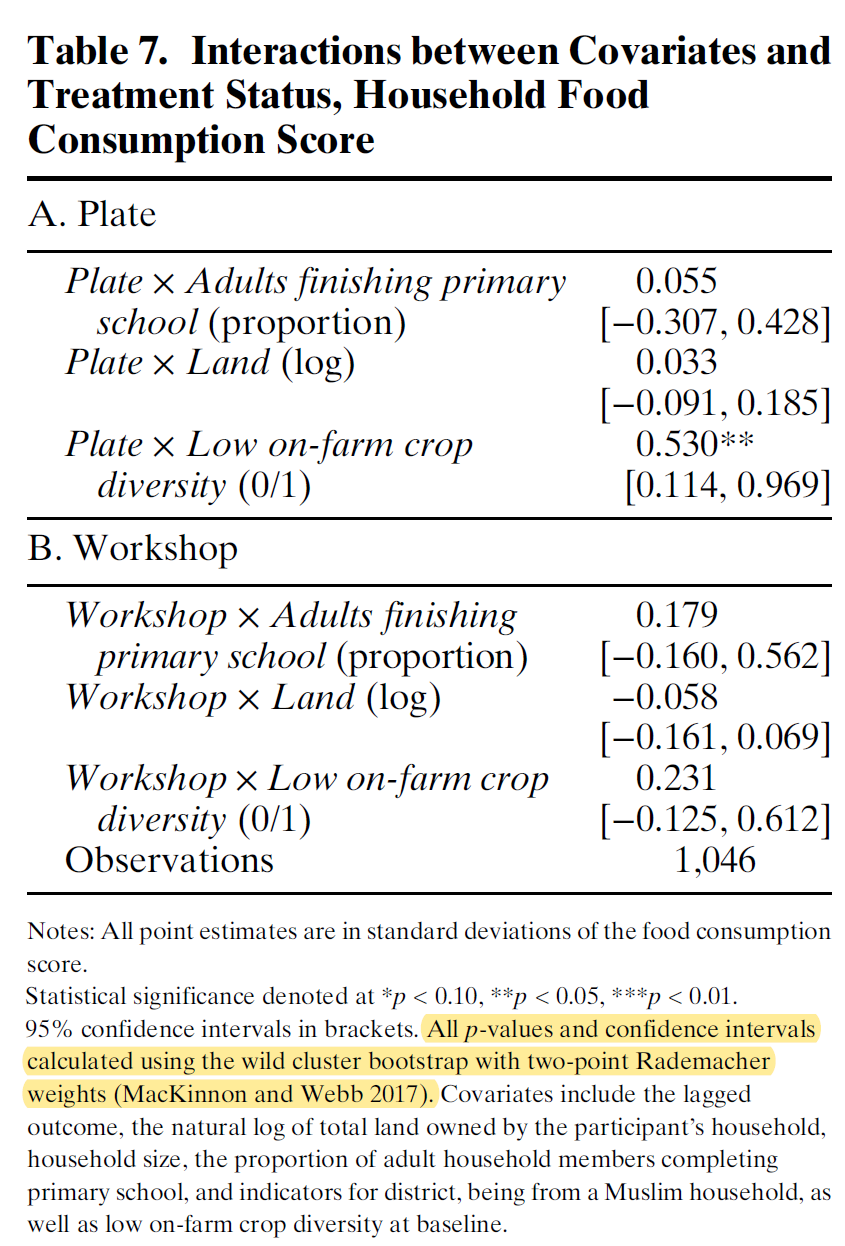 Table 7. Interactions between Covariates and
Treatment Status, Household Food
Consumption Score
A. Plate
Plate × Adults finishing primary 0.055
school (proportion) [−0.307, 0.428]
Plate × Land (log) 0.033
[−0.091, 0.185]
Plate × Low on-farm crop 0.530**
diversity (0/1) [0.114, 0.969]
B. Workshop
Workshop × Adults finishing 0.179
primary school (proportion) [−0.160, 0.562]
Workshop × Land (log) −0.058
[−0.161, 0.069]
Workshop × Low on-farm crop 0.231
diversity (0/1) [−0.125, 0.612]
Observations 1,046
Notes: All point estimates are in standard deviations of the food consumption
score.
Statistical significance denoted at *p < 0.10, **p < 0.05, ***p < 0.01.
95% confidence intervals in brackets. All p-values and confidence intervals
calculated using the wild cluster bootstrap with two-point Rademacher
weights (MacKinnon and Webb 2017). Covariates include the lagged
outcome, the natural log of total land owned by the participant’s household,
household size, the proportion of adult household members completing
primary school, and indicators for district, being from a Muslim household, as
well as low on-farm crop diversity at baseline.